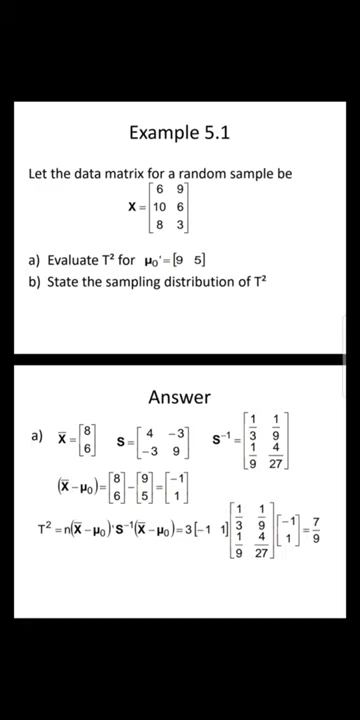 Example 5.1
Let the data matrix for a random sample be
X = [6 9; 10 6; 8 3]
a) Evaluate T² for μ₀' = [9 5]
b) State the sampling distribution of T²
Answer
a) X̄ = [8; 6] S = [4 −3; −3 9] S⁻¹ = [1/3 1/9; 1/9 4/27]
(X̄ − μ₀) = [8; 6] − [9; 5] = [−1; 1]
T² = n(X̄ − μ₀)' S⁻¹(X̄ − μ₀) = 3 [−1 1] [1/3 1/9; 1/9 4/27] [−1; 1] = 7/9